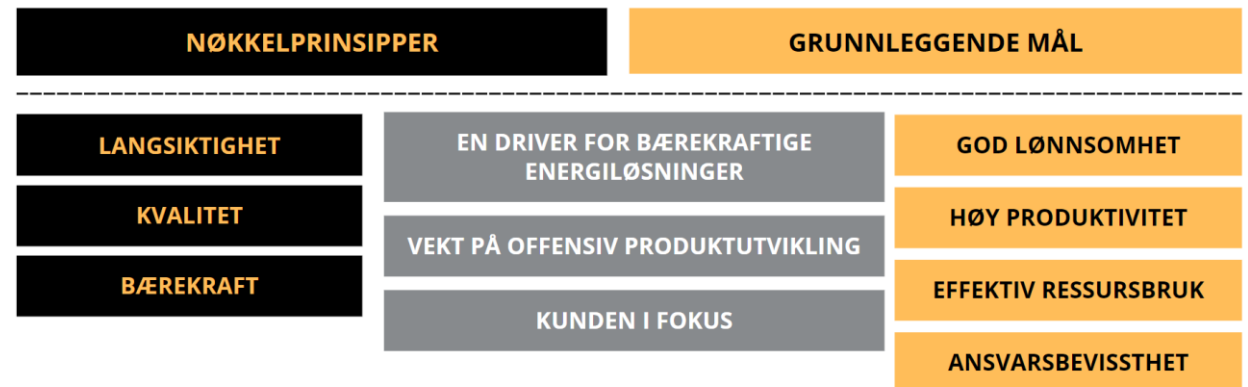 NØKKELPRINSIPPER
GRUNNLEGGENDE MÅL
LANGSIKTIGHET
KVALITET
BÆREKRAFT
EN DRIVER FOR BÆREKRAFTIGE
ENERGILØSNINGER
VEKT PÅ OFFENSIV PRODUKTUTVIKLING
KUNDEN I FOKUS
GOD LØNNSOMHET
HØY PRODUKTIVITET
EFFEKTIV RESSURSBRUK
ANSVARSBEVISSTHET